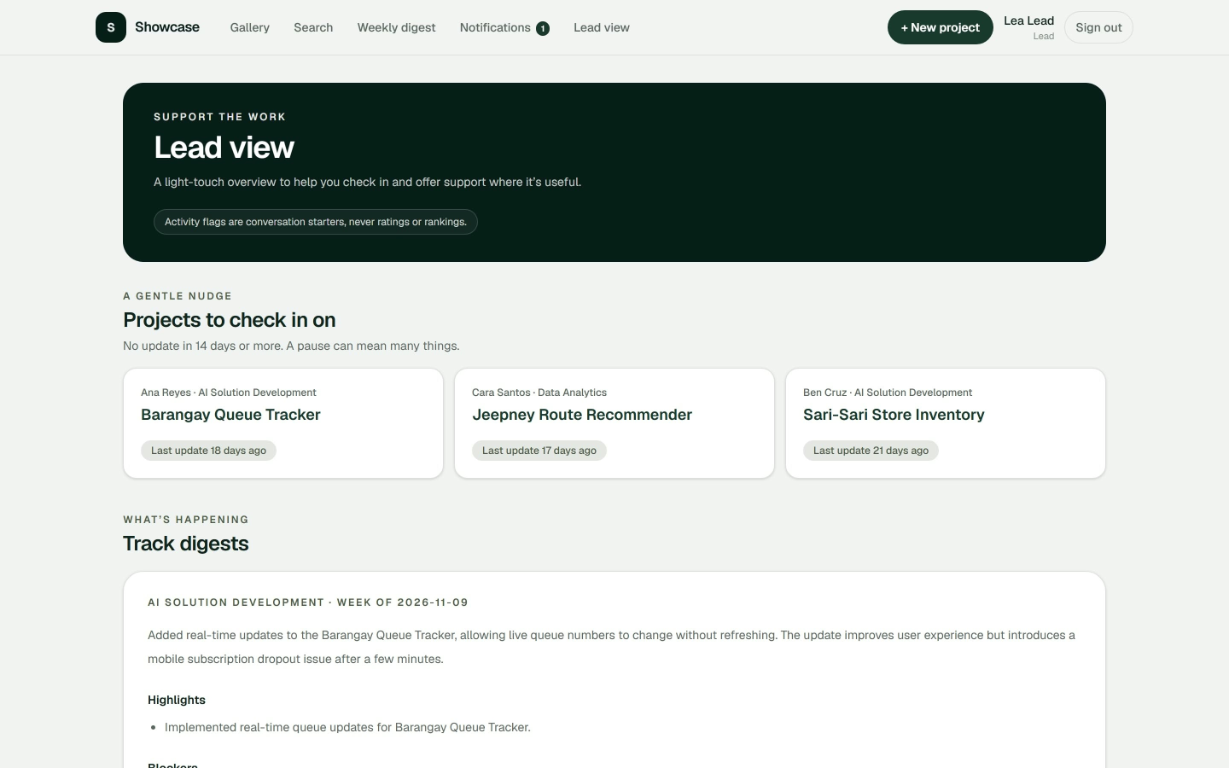 S
Showcase
Gallery
Search
Weekly digest
Notifications 1
Lead view
+ New project
Lea Lead
Lead
Sign out
SUPPORT THE WORK
Lead view
A light-touch overview to help you check in and offer support where it's useful.
Activity flags are conversation starters, never ratings or rankings.
A GENTLE NUDGE
Projects to check in on
No update in 14 days or more. A pause can mean many things.
Ana Reyes · AI Solution Development
Barangay Queue Tracker
Last update 18 days ago
Cara Santos · Data Analytics
Jeepney Route Recommender
Last update 17 days ago
Ben Cruz · AI Solution Development
Sari-Sari Store Inventory
Last update 21 days ago
WHAT'S HAPPENING
Track digests
AI SOLUTION DEVELOPMENT · WEEK OF 2026-11-09
Added real-time updates to the Barangay Queue Tracker, allowing live queue numbers to change without refreshing. The update improves user experience but introduces a
mobile subscription dropout issue after a few minutes.
Highlights
• Implemented real-time queue updates for Barangay Queue Tracker.
Blockers